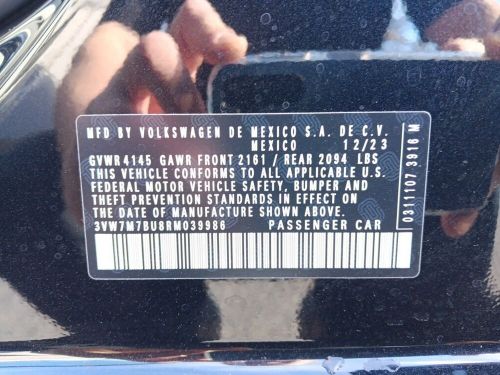 MFD BY VOLKSWAGEN DE MEXICO S.A. DE C.V.
MEXICO 12/23
GVWR 4145 GAWR FRONT 2161 / REAR 2094 LBS
THIS VEHICLE CONFORMS TO ALL APPLICABLE U.S.
FEDERAL MOTOR VEHICLE SAFETY, BUMPER AND
THEFT PREVENTION STANDARDS IN EFFECT ON
THE DATE OF MANUFACTURE SHOWN ABOVE.
3VW7M7BU8RM039986 PASSENGER CAR
0311107 3916 M